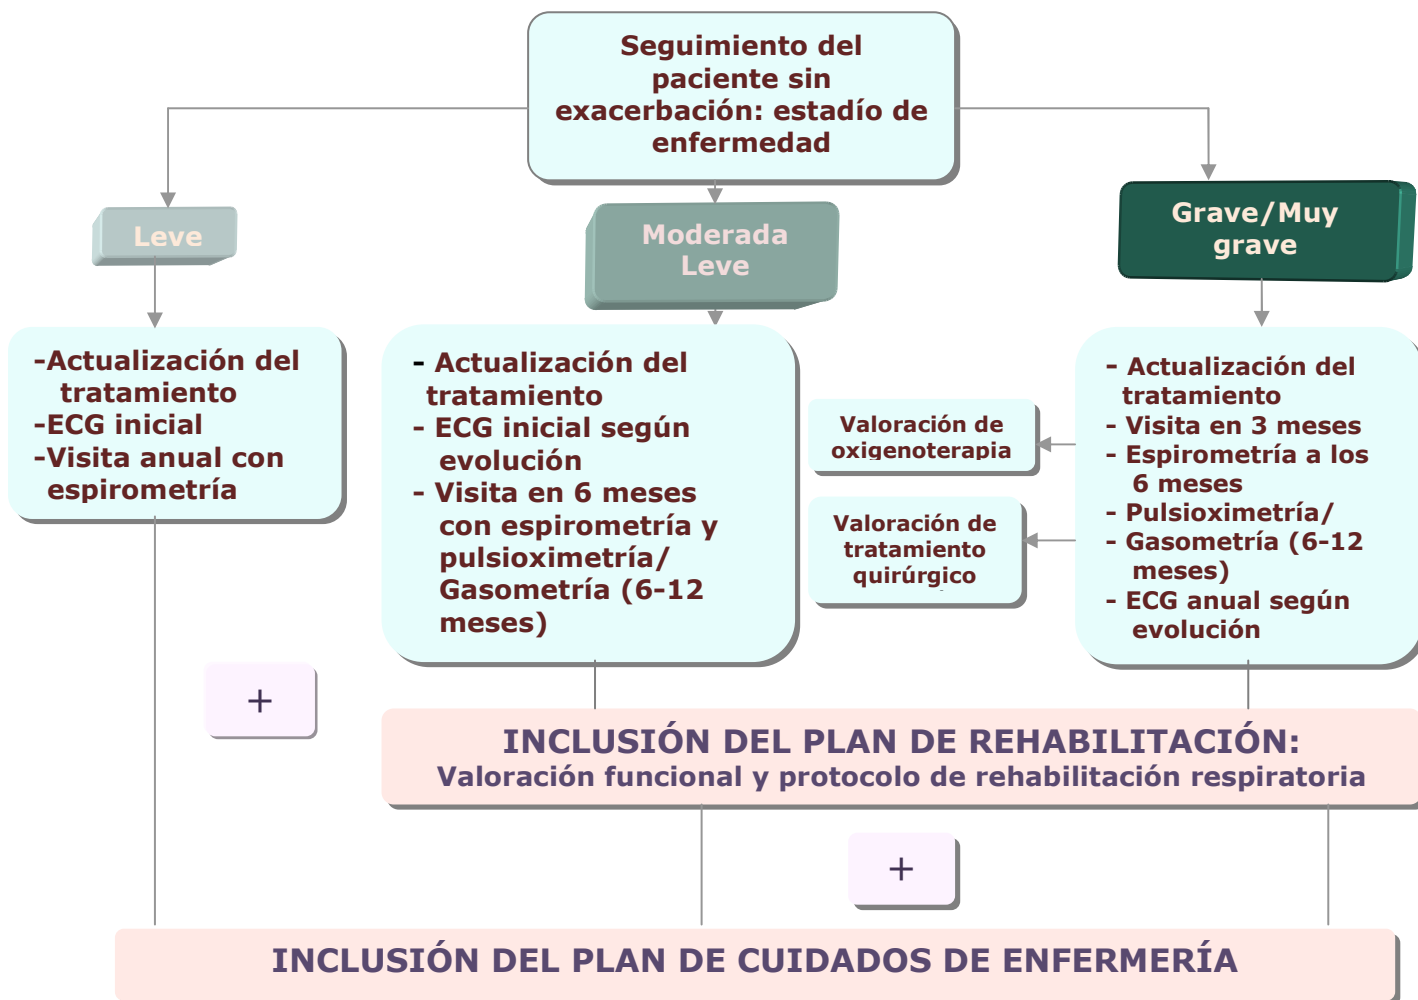 Seguimiento del
paciente sin
exacerbación: estadío de
enfermedad
Leve
Moderada
Leve
Grave/Muy
grave
-Actualización del
tratamiento
-ECG inicial
-Visita anual con
espirometría
- Actualización del
tratamiento
- ECG inicial según
evolución
- Visita en 6 meses
con espirometría y
pulsioximetría/
Gasometría (6-12
meses)
Valoración de
oxigenoterapia
Valoración de
tratamiento
quirúrgico
- Actualización del
tratamiento
- Visita en 3 meses
- Espirometría a los
6 meses
- Pulsioximetría/
- Gasometría (6-12
meses)
- ECG anual según
evolución
+
INCLUSIÓN DEL PLAN DE REHABILITACIÓN:
Valoración funcional y protocolo de rehabilitación respiratoria
+
INCLUSIÓN DEL PLAN DE CUIDADOS DE ENFERMERÍA